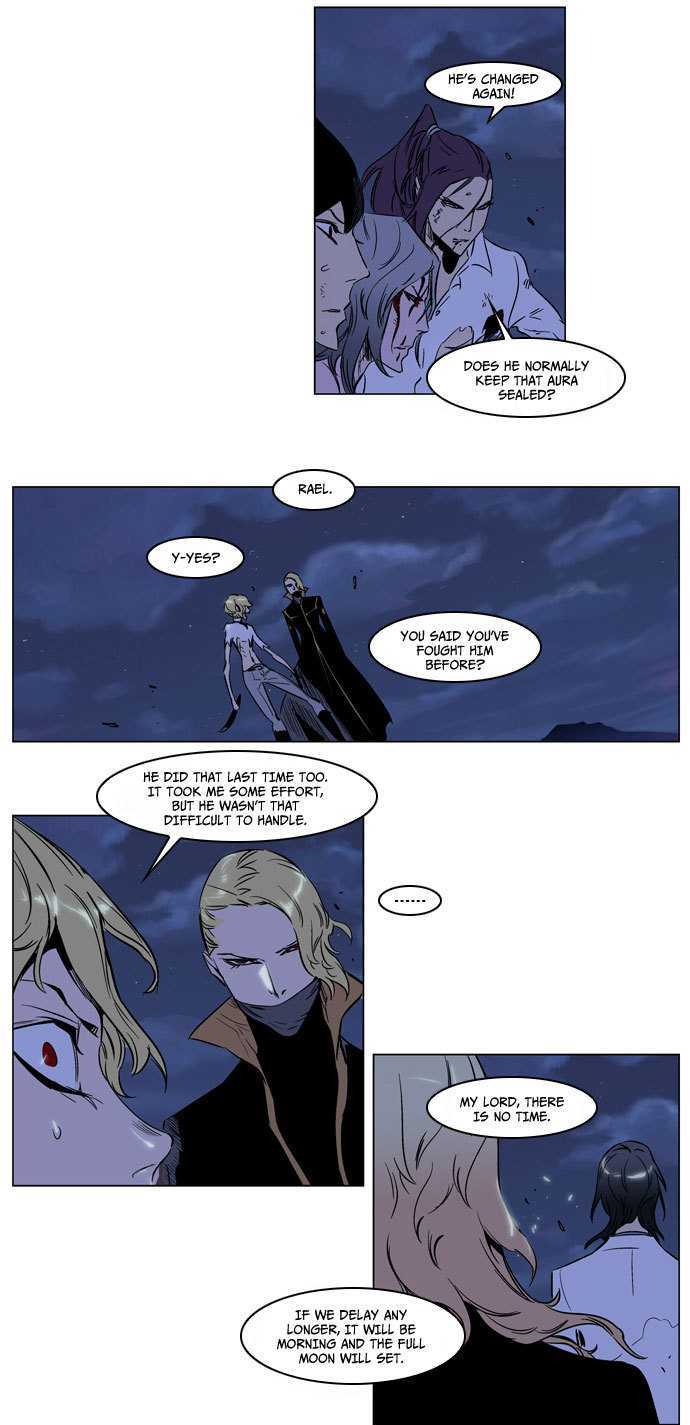 HE'S CHANGED
AGAIN!
DOES HE NORMALLY
KEEP THAT AURA
SEALED?
RAEL.
Y-YES?
YOU SAID YOU'VE
FOUGHT HIM
BEFORE?
HE DID THAT LAST TIME TOO.
IT TOOK ME SOME EFFORT,
BUT HE WASN'T THAT
DIFFICULT TO HANDLE.
------
MY LORD, THERE
IS NO TIME.
IF WE DELAY ANY
LONGER, IT WILL BE
MORNING AND THE FULL
MOON WILL SET.